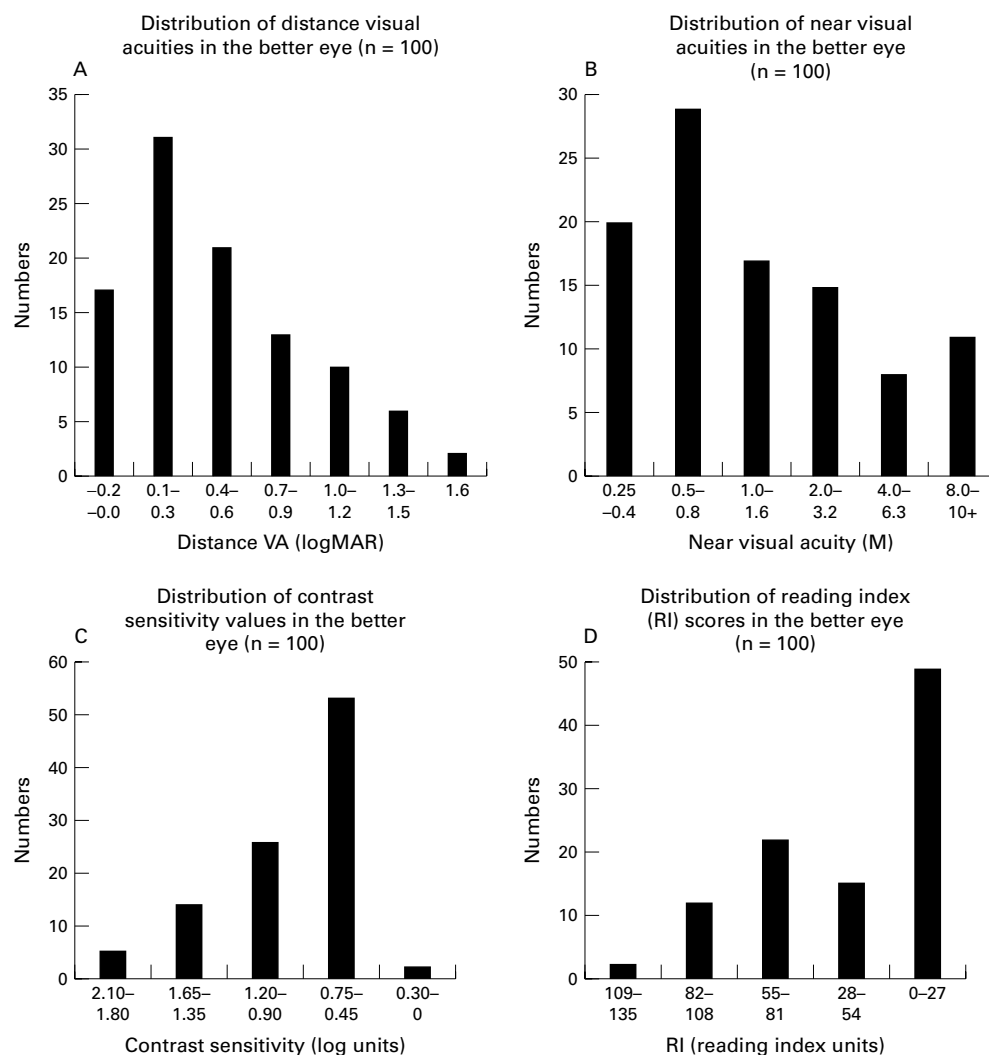 Distribution of distance visual
acuities in the better eye (n = 100)
A
35
30
25
20
15
10
5
0
Numbers
–0.2 0.1– 0.4– 0.7– 1.0– 1.3– 1.6
–0.0 0.3 0.6 0.9 1.2 1.5
Distance VA (logMAR)
Distribution of near visual
acuities in the better eye
(n = 100)
B
30
25
20
15
10
5
0
Numbers
0.25 0.5– 1.0– 2.0– 4.0– 8.0–
–0.4 0.8 1.6 3.2 6.3 10+
Near visual acuity (M)
Distribution of contrast
sensitivity values in the better
eye (n = 100)
C
60
50
40
30
20
10
0
Numbers
2.10– 1.65– 1.20– 0.75– 0.30–
1.80 1.35 0.90 0.45 0
Contrast sensitivity (log units)
Distribution of reading index
(RI) scores in the better eye
(n = 100)
D
50
40
30
20
10
0
Numbers
109– 82– 55– 28– 0–27
135 108 81 54
RI (reading index units)